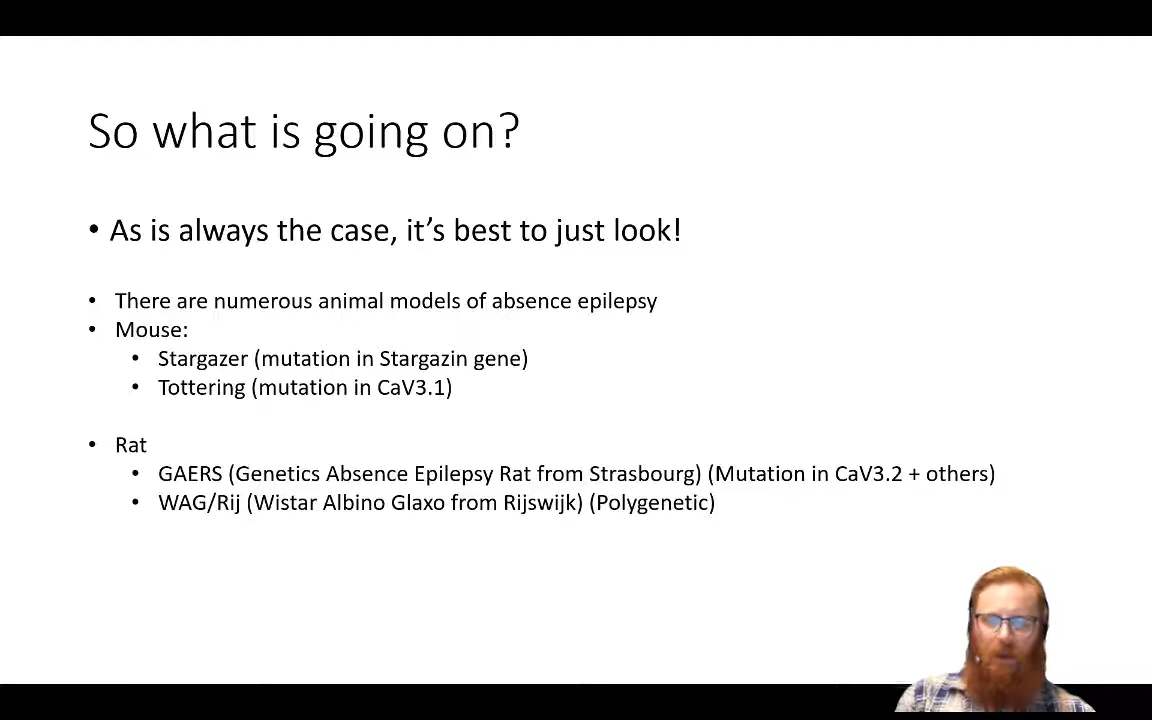 So what is going on?
• As is always the case, it's best to just look!
• There are numerous animal models of absence epilepsy
• Mouse:
• Stargazer (mutation in Stargazin gene)
• Tottering (mutation in CaV3.1)
• Rat
• GAERS (Genetics Absence Epilepsy Rat from Strasbourg) (Mutation in CaV3.2 + others)
• WAG/Rij (Wistar Albino Glaxo from Rijswijk) (Polygenetic)